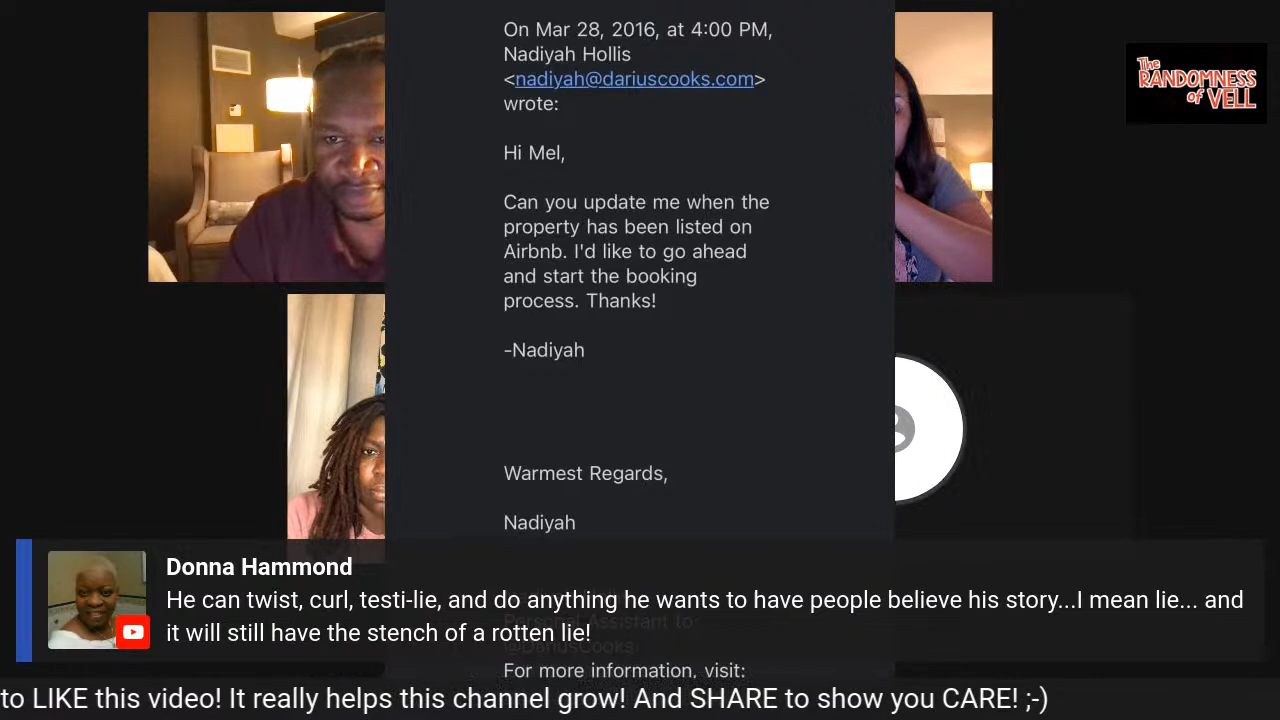 On Mar 28, 2016, at 4:00 PM,
Nadiyah Hollis
<nadiyah@dariuscooks.com>
wrote:
Hi Mel,
Can you update me when the
property has been listed on
Airbnb. I'd like to go ahead
and start the booking
process. Thanks!
-Nadiyah
Warmest Regards,
Nadiyah
Personal Assistant to
@DariusCooks
For more information, visit:
The
RANDOMNESS
of VELL
Donna Hammond
He can twist, curl, testi-lie, and do anything he wants to have people believe his story...I mean lie... and
it will still have the stench of a rotten lie!
to LIKE this video! It really helps this channel grow! And SHARE to show you CARE! ;-)